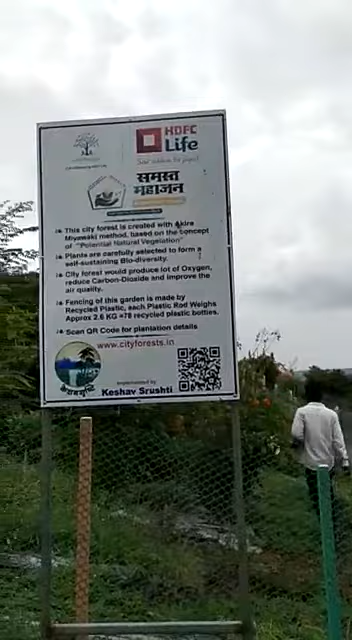 HDFC
Life
Sar utha ke jiyo!
समस्त
महाजन
This city forest is created with Akira
Miyawaki method, based on the concept
of "Potential Natural Vegetation"
Plants are carefully selected to form a
self-sustaining Bio-diversity.
City forest would produce lot of Oxygen,
reduce Carbon-Dioxide and improve the
air quality.
Fencing of this garden is made by
Recycled Plastic, each Plastic Rod Weighs
Approx 2.6 KG =78 recycled plastic bottles.
Scan QR Code for plantation details
www.cityforests.in
Implemented by
Keshav Srushti